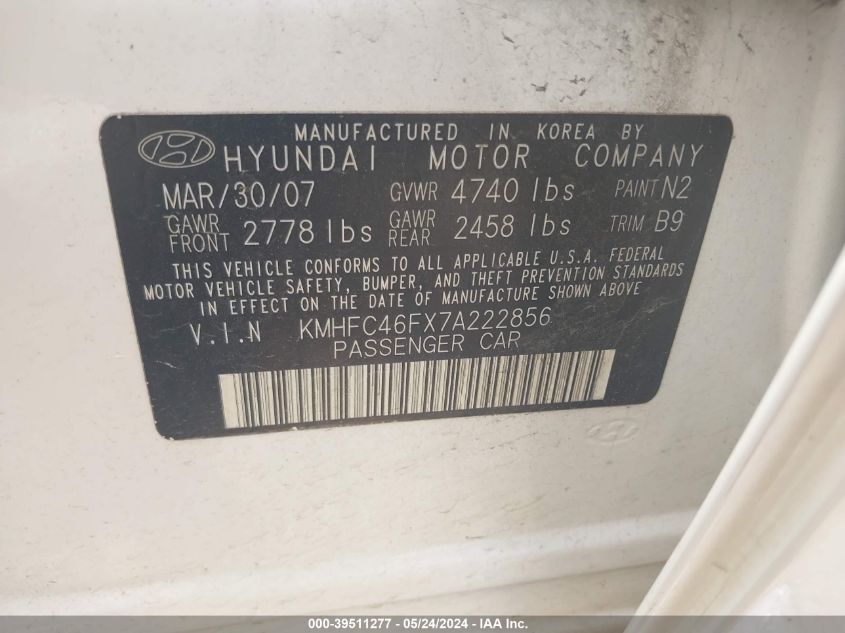 MANUFACTURED IN KOREA BY
HYUNDAI MOTOR COMPANY
MAR/30/07 GVWR 4740 lbs PAINT N2
GAWR FRONT 2778 lbs GAWR REAR 2458 lbs TRIM B9
THIS VEHICLE CONFORMS TO ALL APPLICABLE U.S.A. FEDERAL
MOTOR VEHICLE SAFETY, BUMPER, AND THEFT PREVENTION STANDARDS
IN EFFECT ON THE DATE OF MANUFACTURE SHOWN ABOVE
V.I.N KMHFC46FX7A222856
PASSENGER CAR
000-39511277 - 05/24/2024 - IAA Inc.